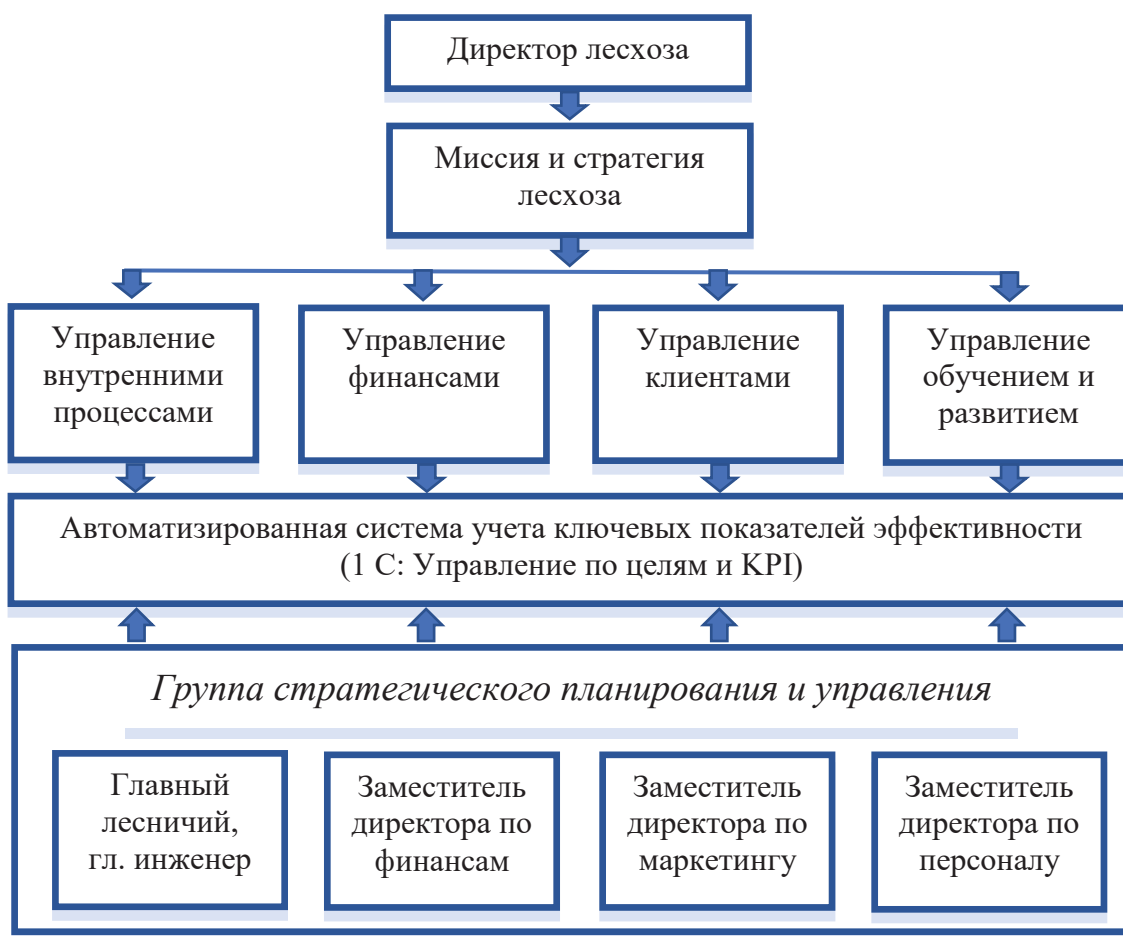 Директор лесхоза
Миссия и стратегия
лесхоза
Управление
внутренними
процессами
Управление
финансами
Управление
клиентами
Управление
обучением и
развитием
Автоматизированная система учета ключевых показателей эффективности
(1 С: Управление по целям и KPI)
Группа стратегического планирования и управления
Главный
лесничий,
гл. инженер
Заместитель
директора по
финансам
Заместитель
директора по
маркетингу
Заместитель
директора по
персоналу